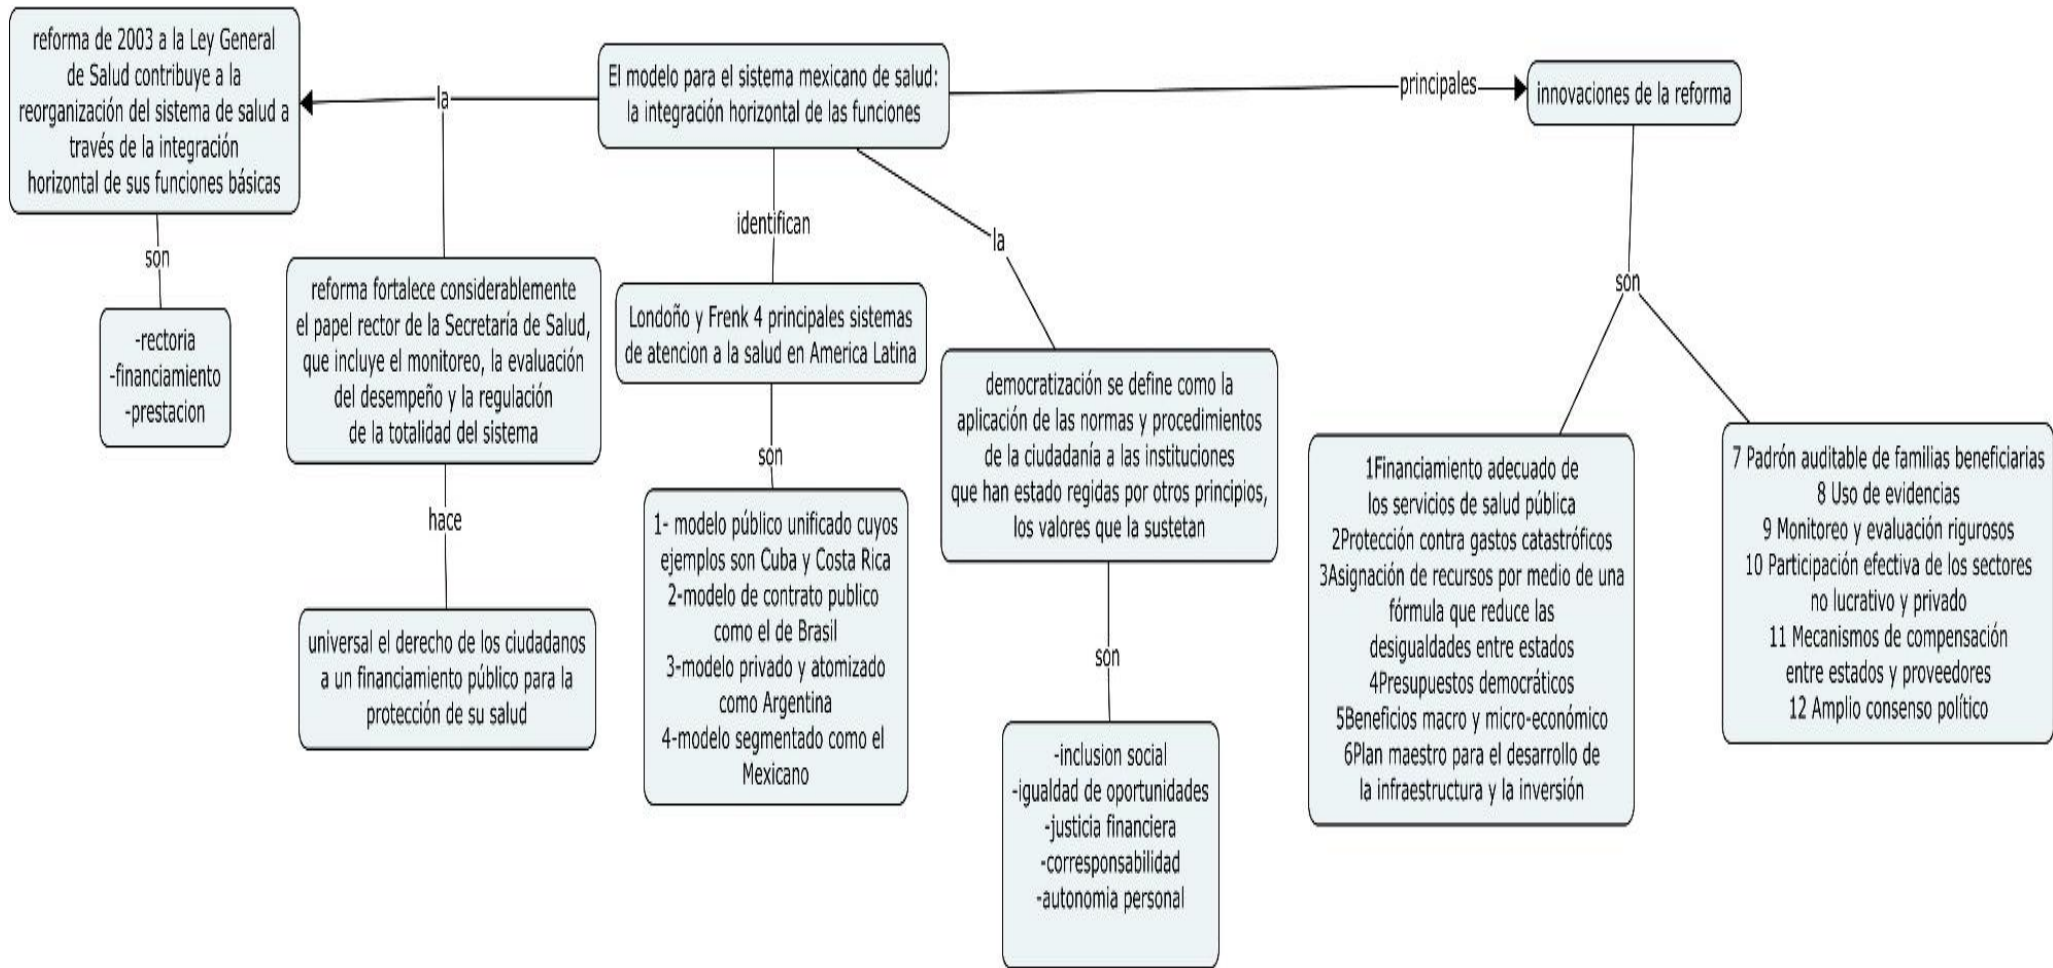 reforma de 2003 a la Ley General
de Salud contribuye a la
reorganización del sistema de salud a
través de la integración
horizontal de sus funciones básicas
la
El modelo para el sistema mexicano de salud:
la integración horizontal de las funciones
principales
innovaciones de la reforma
son
-rectoria
-financiamiento
-prestacion
reforma fortalece considerablemente
el papel rector de la Secretaría de Salud,
que incluye el monitoreo, la evaluación
del desempeño y la regulación
de la totalidad del sistema
hace
universal el derecho de los ciudadanos
a un financiamiento público para la
protección de su salud
identifican
Londoño y Frenk 4 principales sistemas
de atencion a la salud en America Latina
son
1- modelo público unificado cuyos
ejemplos son Cuba y Costa Rica
2-modelo de contrato publico
como el de Brasil
3-modelo privado y atomizado
como Argentina
4-modelo segmentado como el
Mexicano
la
democratización se define como la
aplicación de las normas y procedimientos
de la ciudadanía a las instituciones
que han estado regidas por otros principios,
los valores que la sustetan
son
-inclusion social
-igualdad de oportunidades
-justicia financiera
-corresponsabilidad
-autonomia personal
son
1Financiamiento adecuado de
los servicios de salud pública
2Protección contra gastos catastróficos
3Asignación de recursos por medio de una
fórmula que reduce las
desigualdades entre estados
4Presupuestos democráticos
5Beneficios macro y micro-económico
6Plan maestro para el desarrollo de
la infraestructura y la inversión
7 Padrón auditable de familias beneficiarias
8 Uso de evidencias
9 Monitoreo y evaluación rigurosos
10 Participación efectiva de los sectores
no lucrativo y privado
11 Mecanismos de compensación
entre estados y proveedores
12 Amplio consenso político